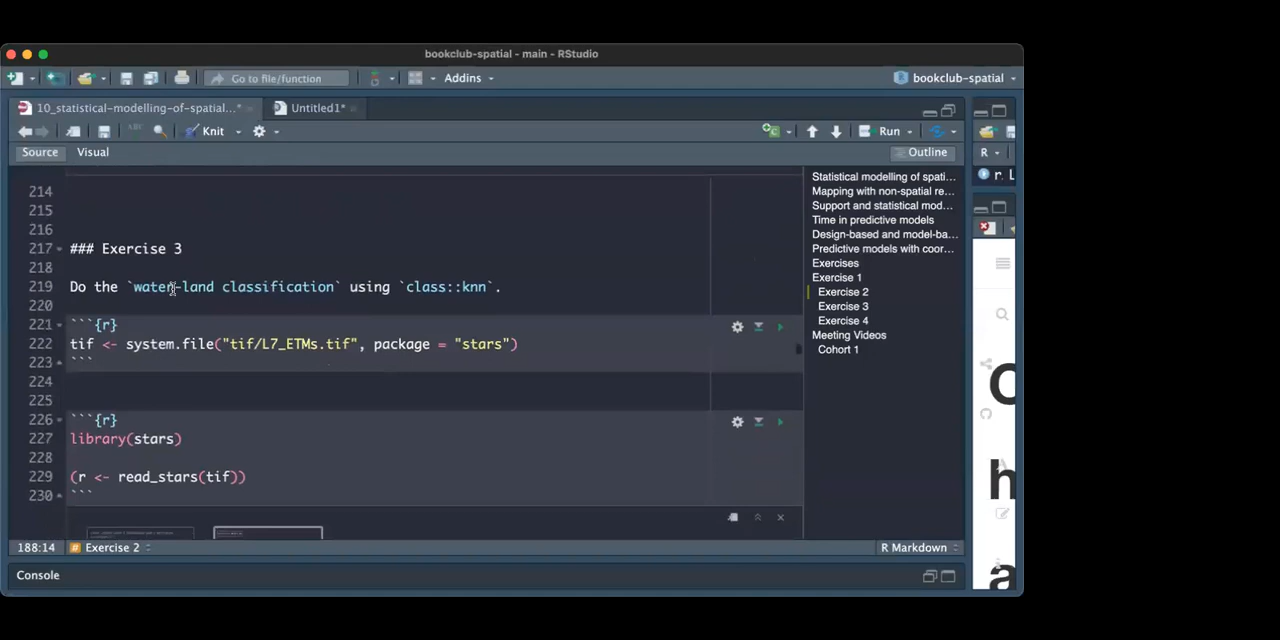 bookclub-spatial - main - RStudio
Go to file/function
Addins
bookclub-spatial
10_statistical-modelling-of-spatial...*
Untitled1*
Knit
Run
Source
Visual
Outline
R
214
215
216
217 ### Exercise 3
218
219 Do the `water-land classification` using `class::knn`.
220
221 ```{r}
222 tif <- system.file("tif/L7_ETMs.tif", package = "stars")
223 ```
224
225
226 ```{r}
227 library(stars)
228
229 (r <- read_stars(tif))
230 ```
Statistical modelling of spati...
Mapping with non-spatial re...
Support and statistical mod...
Time in predictive models
Design-based and model-ba...
Predictive models with coor...
Exercises
Exercise 1
Exercise 2
Exercise 3
Exercise 4
Meeting Videos
Cohort 1
188:14
Exercise 2
R Markdown
Console